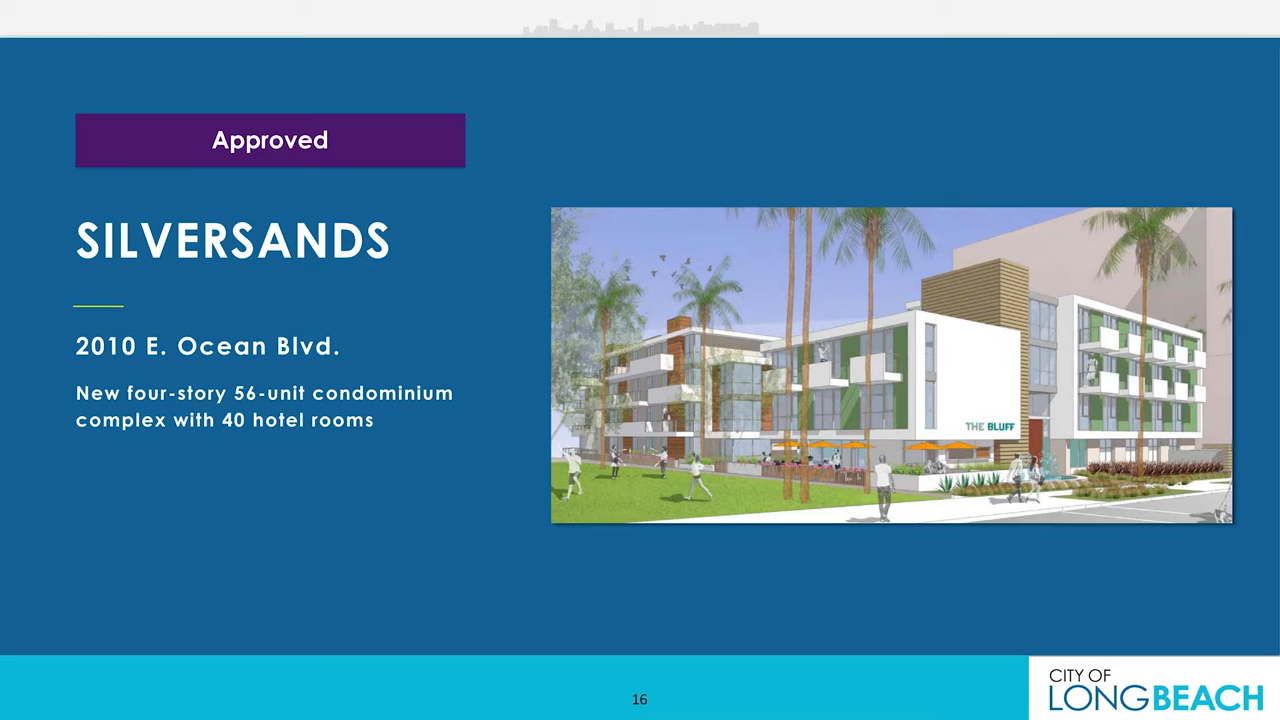 Approved
SILVERSANDS
2010 E. Ocean Blvd.
New four-story 56-unit condominium
complex with 40 hotel rooms
THE BLUFF
16
CITY OF
LONGBEACH